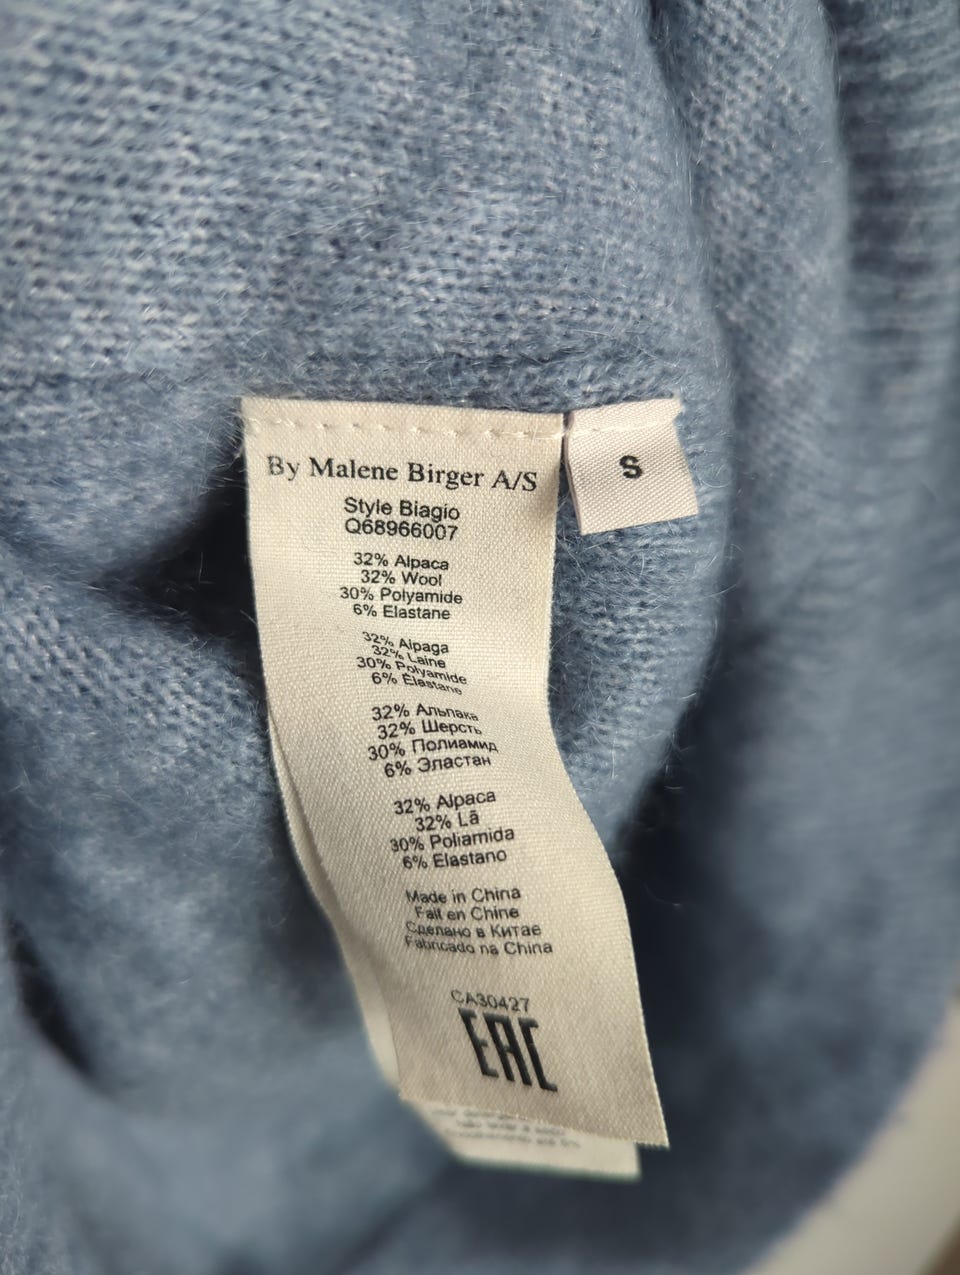 By Malene Birger A/S
S
Style Biagio
Q68966007
32% Alpaca
32% Wool
30% Polyamide
6% Elastane
32% Alpaga
32% Laine
30% Polyamide
6% Élastane
32% Альпака
32% Шерсть
30% Полиамид
6% Эластан
32% Alpaca
32% Lã
30% Poliamida
6% Elastano
Made in China
Fait en Chine
Сделано в Китае
Fabricado na China
CA30427
EAC